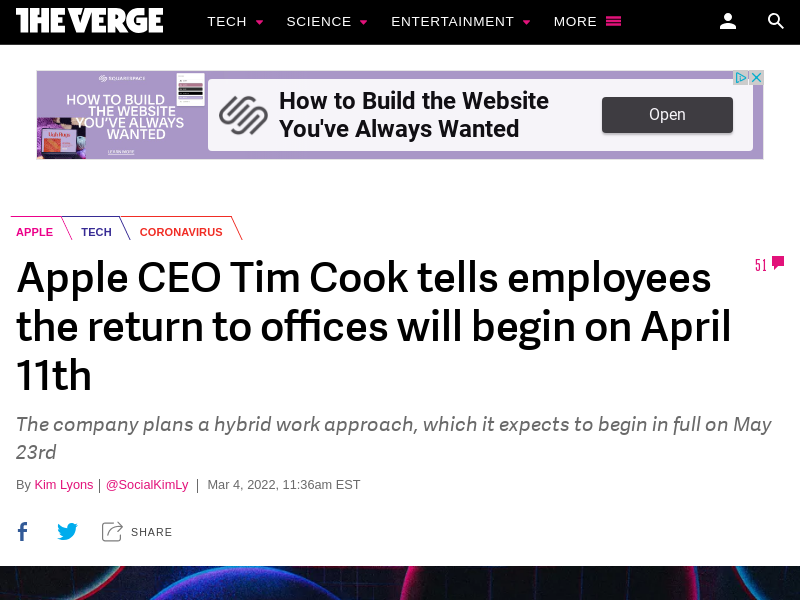 THE VERGE
TECH SCIENCE ENTERTAINMENT MORE
SQUARESPACE
HOW TO BUILD
THE WEBSITE
YOU'VE ALWAYS
WANTED
LEARN MORE
How to Build the Website
You've Always Wanted
Open
APPLE TECH CORONAVIRUS
Apple CEO Tim Cook tells employees
the return to offices will begin on April
11th
51
The company plans a hybrid work approach, which it expects to begin in full on May
23rd
By Kim Lyons | @SocialKimLy | Mar 4, 2022, 11:36am EST
SHARE